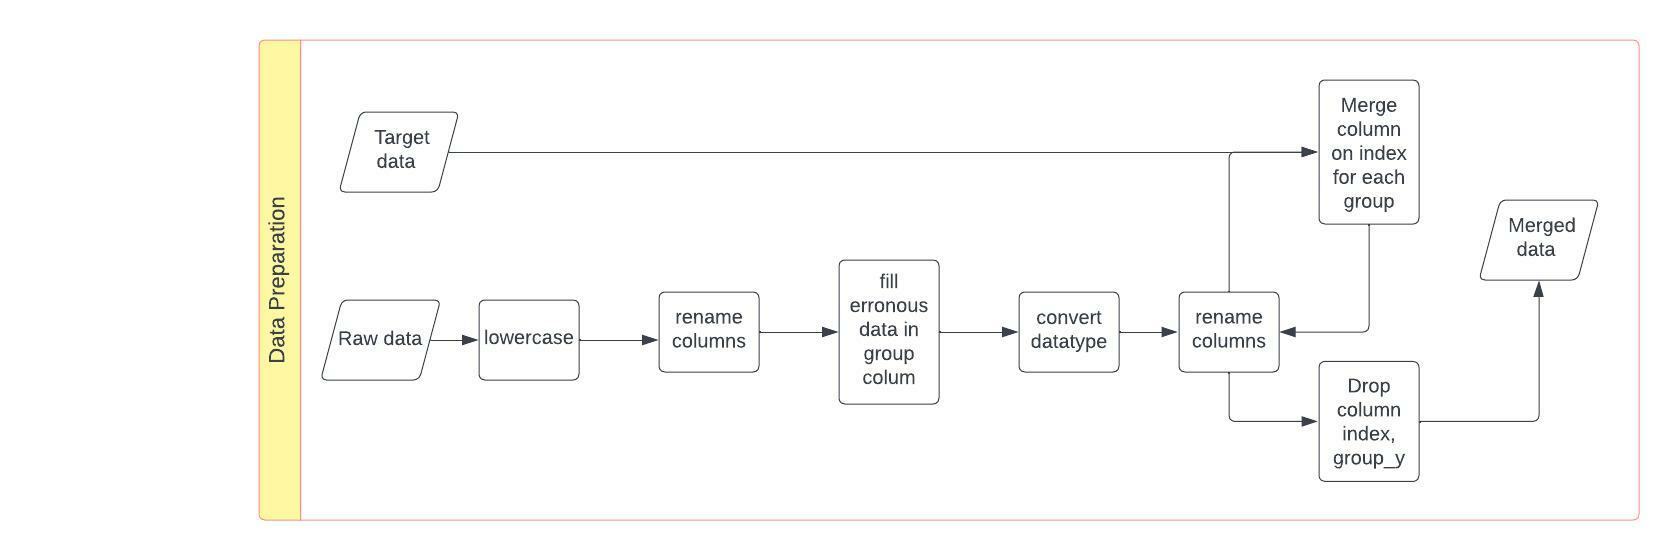 Data Preparation
Target
data
Merge
column
on index
for each
group
Merged
data
Raw data
lowercase
rename
columns
fill
erronous
data in
group
colum
convert
datatype
rename
columns
Drop
column
index,
group_y